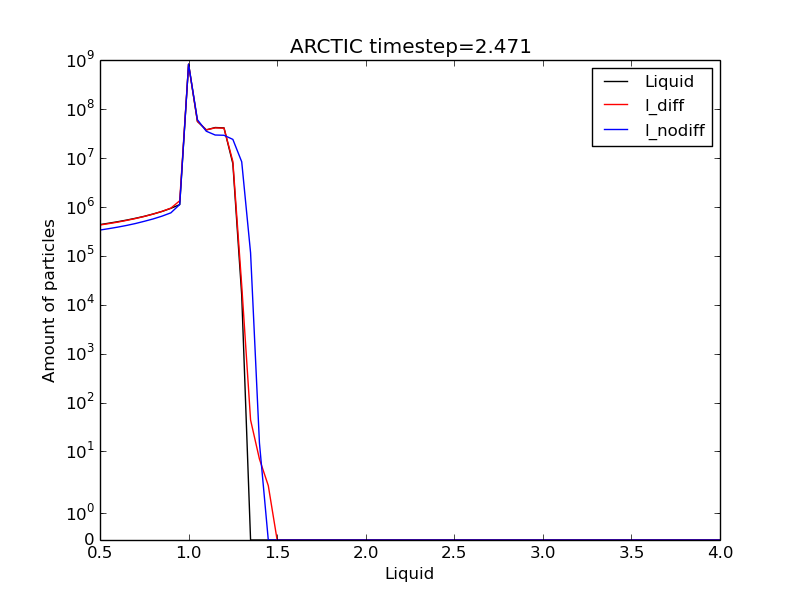 ARCTIC timestep=2.471
Liquid
I_diff
I_nodiff
Amount of particles
10^9
10^8
10^7
10^6
10^5
10^4
10^3
10^2
10^1
10^0
0
0.5 1.0 1.5 2.0 2.5 3.0 3.5 4.0
Liquid